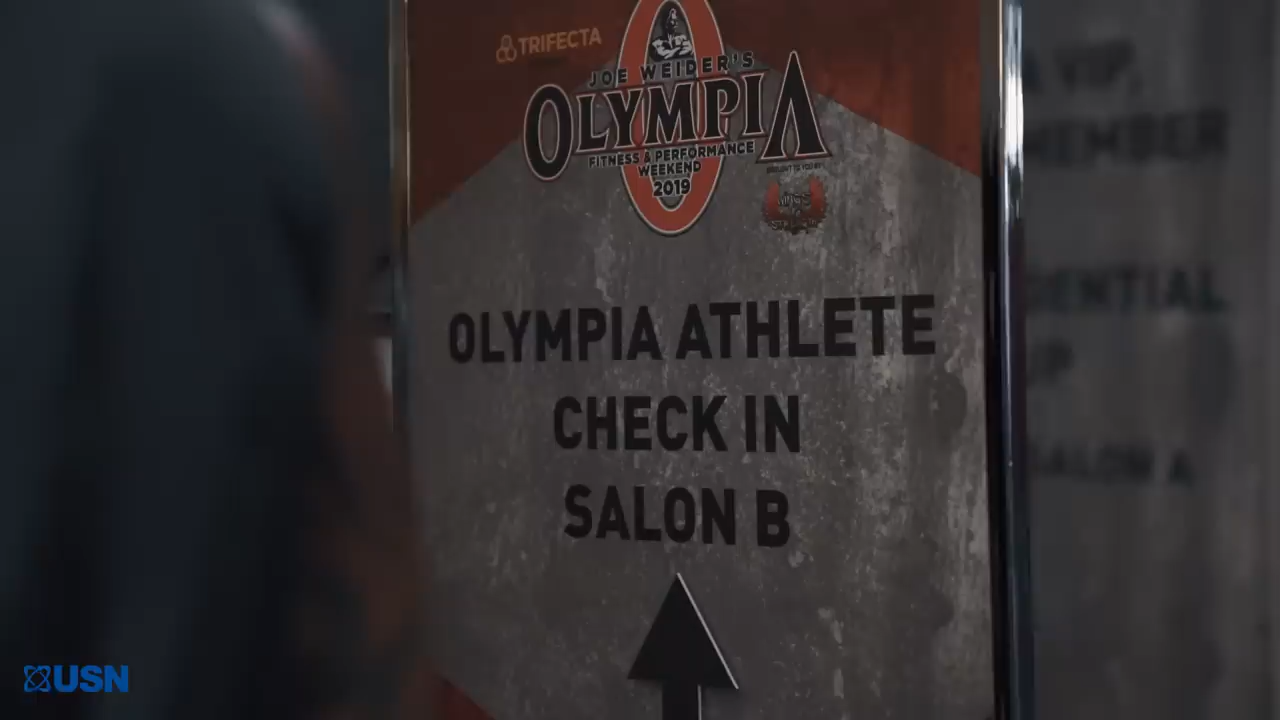 TRIFECTA
JOE WEIDER'S
OLYMPIA
FITNESS & PERFORMANCE
WEEKEND
2019
BROUGHT TO YOU BY
OLYMPIA ATHLETE
CHECK IN
SALON B
A VIP,
MEMBER
ENTIAL
SALON A
USN